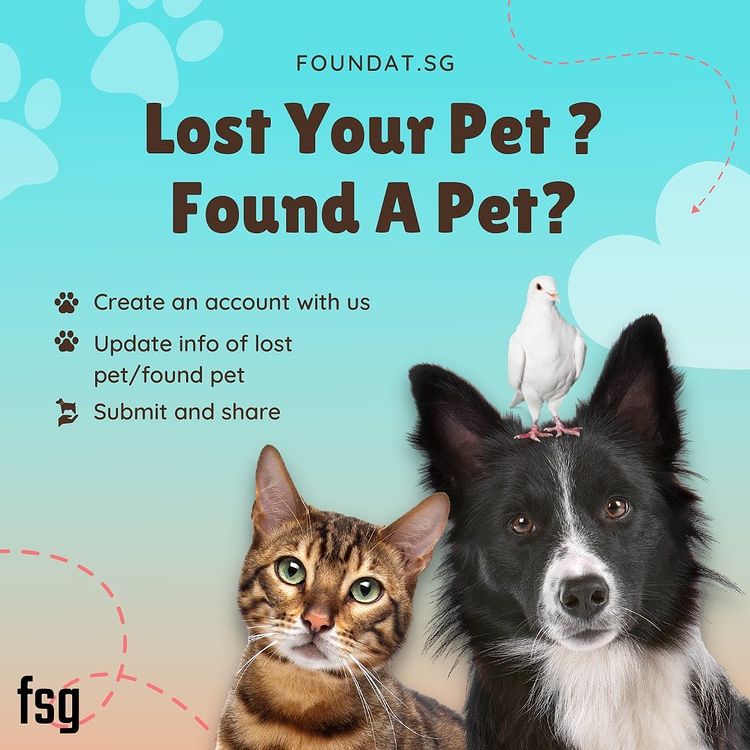 FOUNDAT.SG
Lost Your Pet ?
Found A Pet?
Create an account with us
Update info of lost
pet/found pet
Submit and share
fsg